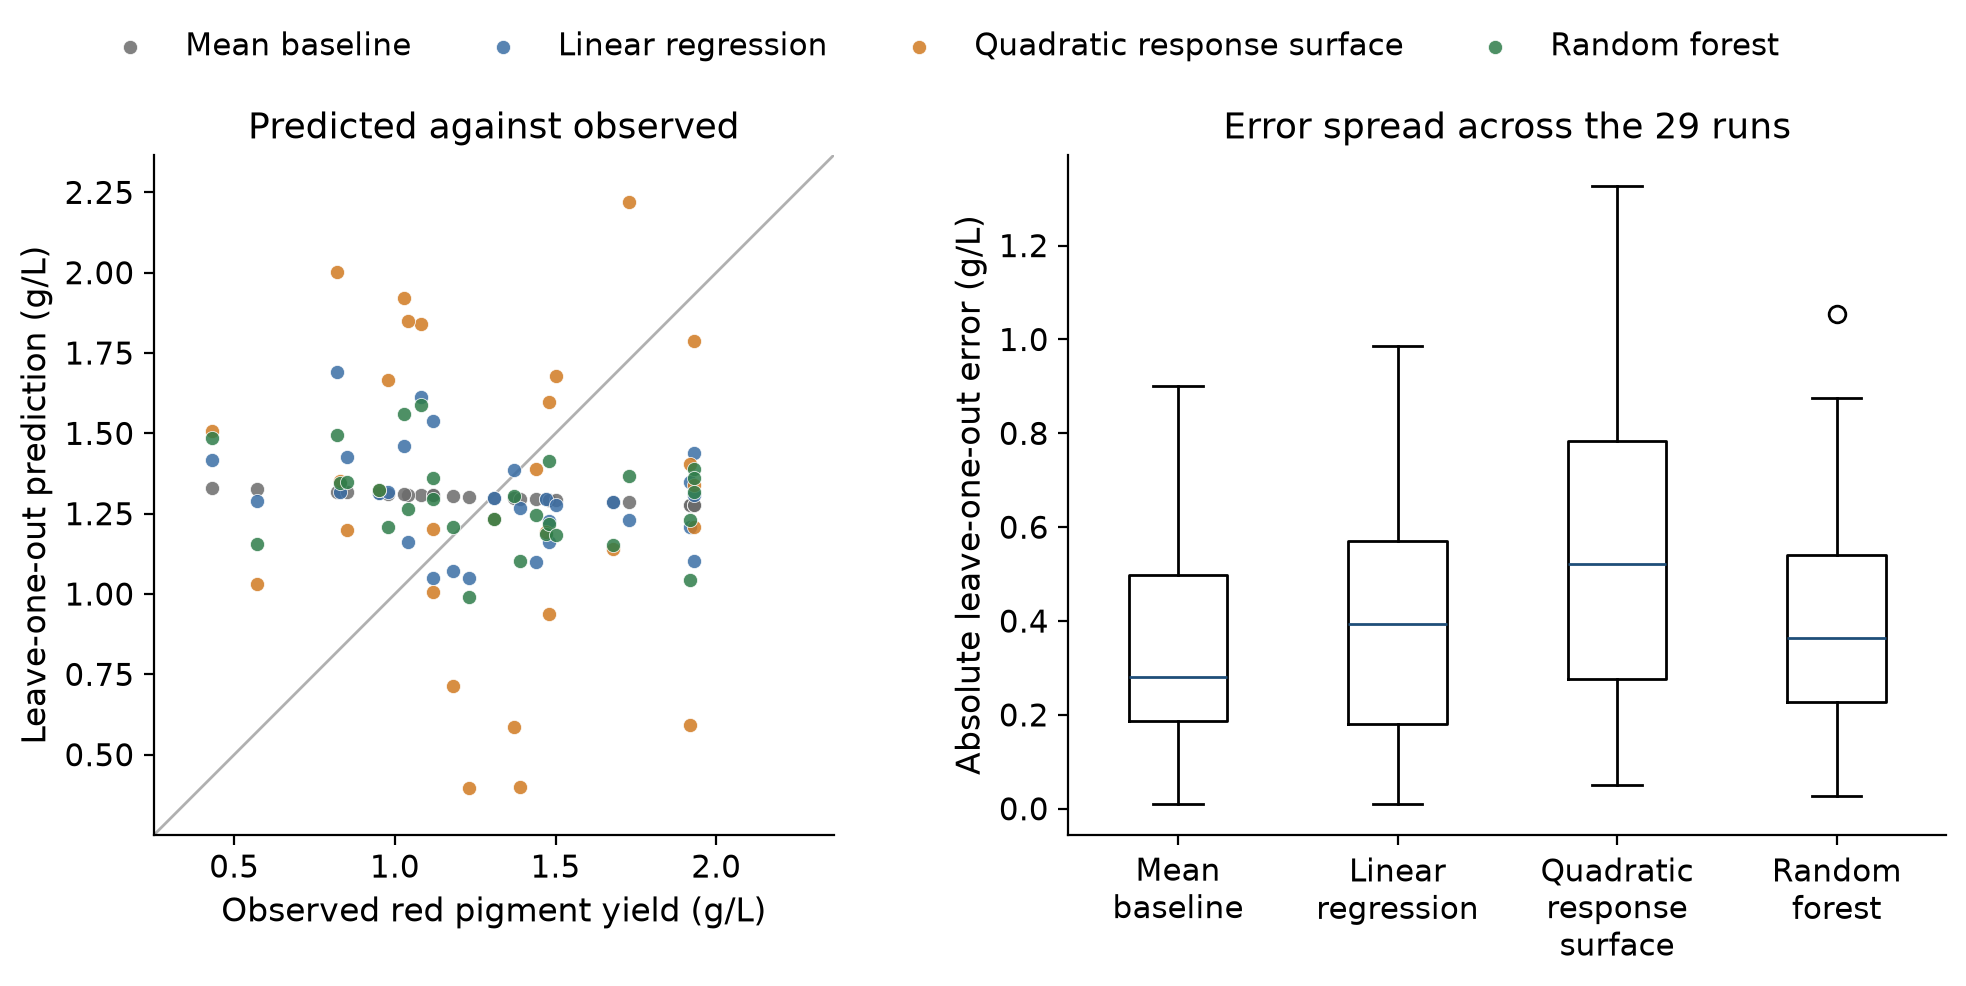 Mean baseline Linear regression Quadratic response surface Random forest
Predicted against observed
Leave-one-out prediction (g/L)
2.25
2.00
1.75
1.50
1.25
1.00
0.75
0.50
0.5 1.0 1.5 2.0
Observed red pigment yield (g/L)
Error spread across the 29 runs
Absolute leave-one-out error (g/L)
1.2
1.0
0.8
0.6
0.4
0.2
0.0
Mean
baseline
Linear
regression
Quadratic
response
surface
Random
forest